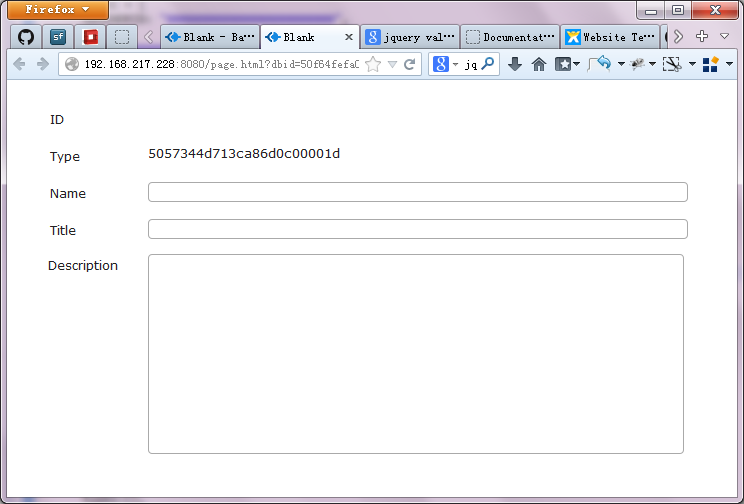 Firefox
sf
Blank - Ba...
Blank
jquery val...
Documentat...
Website Te...
192.168.217.228:8080/page.html?dbid=50f64fefa0
jq
ID
Type 5057344d713ca86d0c00001d
Name
Title
Description